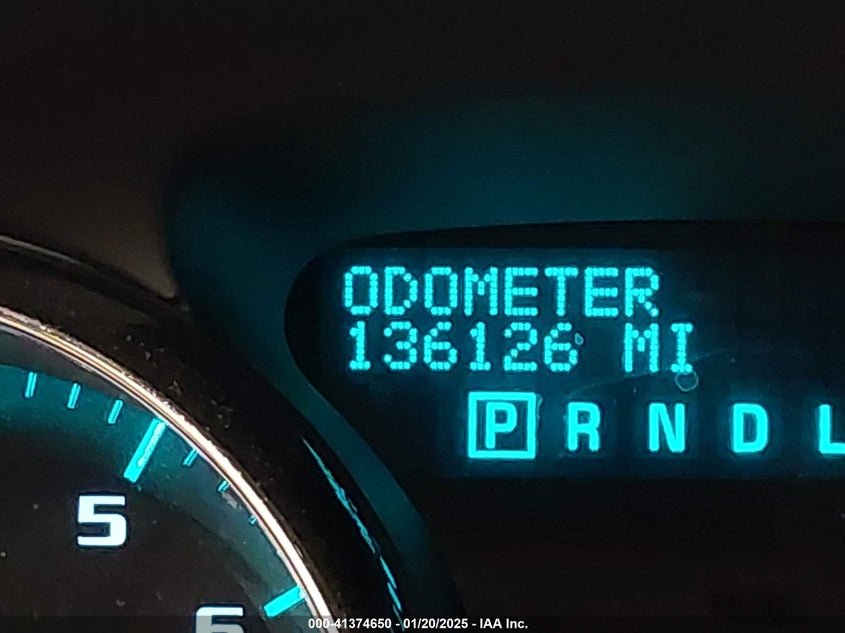 ODOMETER
136126 MI
P R N D L
5
6
000-41374650 - 01/20/2025 - IAA Inc.